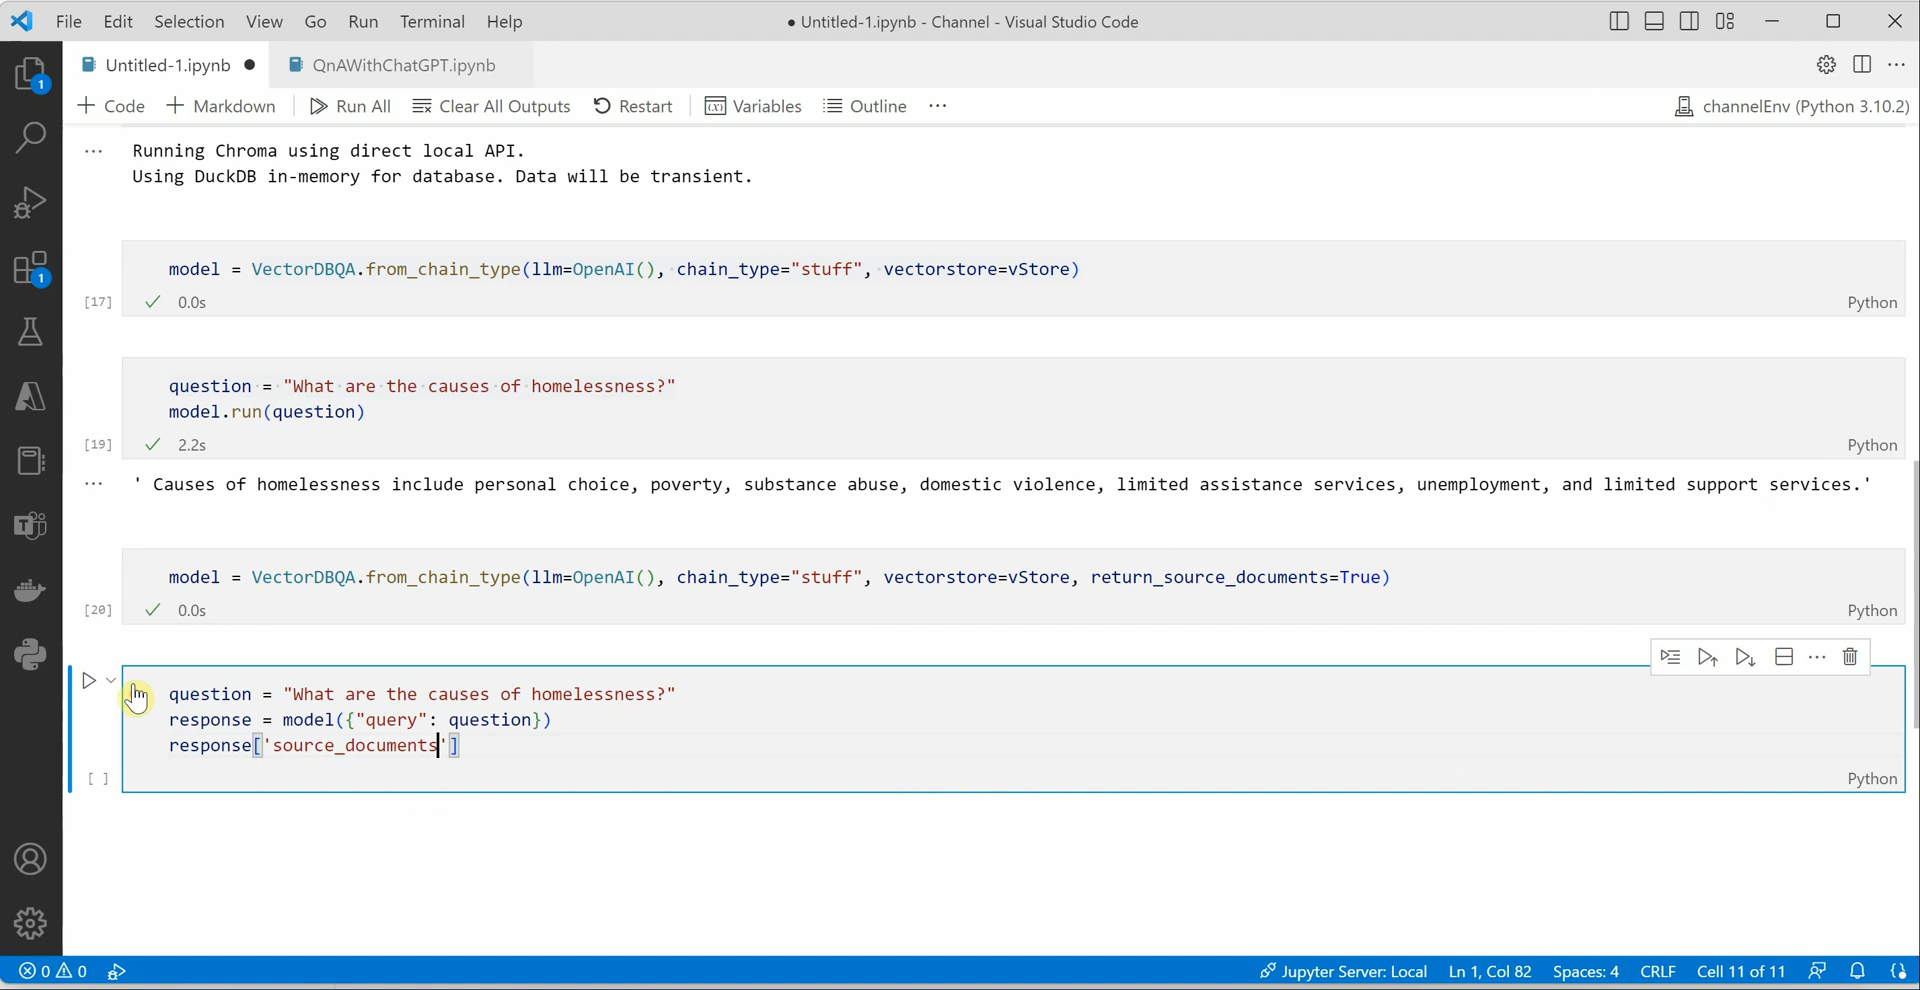 File Edit Selection View Go Run Terminal Help
● Untitled-1.ipynb - Channel - Visual Studio Code
Untitled-1.ipynb ●
QnAWithChatGPT.ipynb
+ Code + Markdown Run All Clear All Outputs Restart Variables Outline ···
channelEnv (Python 3.10.2)
1
1
··· Running Chroma using direct local API.
Using DuckDB in-memory for database. Data will be transient.
model = VectorDBQA.from_chain_type(llm=OpenAI(), chain_type="stuff", vectorstore=vStore)
[17] 0.0s Python
question = "What are the causes of homelessness?"
model.run(question)
[19] 2.2s Python
··· ' Causes of homelessness include personal choice, poverty, substance abuse, domestic violence, limited assistance services, unemployment, and limited support services.'
model = VectorDBQA.from_chain_type(llm=OpenAI(), chain_type="stuff", vectorstore=vStore, return_source_documents=True)
[20] 0.0s Python
question = "What are the causes of homelessness?"
response = model({"query": question})
response['source_documents']
[ ] Python
0 0
Jupyter Server: Local Ln 1, Col 82 Spaces: 4 CRLF Cell 11 of 11